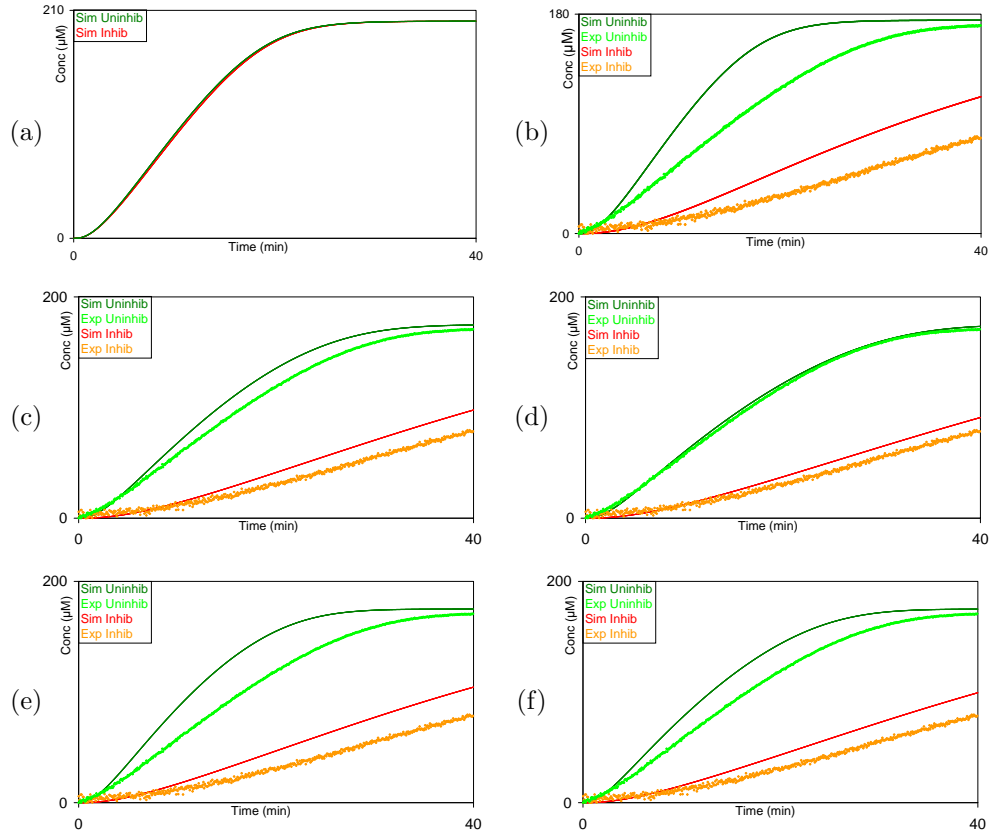 (a)
210
Conc (µM)
Sim Uninhib
Sim Inhib
0
Time (min)
40
(b)
180
Conc (µM)
Sim Uninhib
Exp Uninhib
Sim Inhib
Exp Inhib
0
0
Time (min)
40
(c)
200
Conc (µM)
Sim Uninhib
Exp Uninhib
Sim Inhib
Exp Inhib
0
0
Time (min)
40
(d)
200
Conc (µM)
Sim Uninhib
Exp Uninhib
Sim Inhib
Exp Inhib
0
0
Time (min)
40
(e)
200
Conc (µM)
Sim Uninhib
Exp Uninhib
Sim Inhib
Exp Inhib
0
0
Time (min)
40
(f)
200
Conc (µM)
Sim Uninhib
Exp Uninhib
Sim Inhib
Exp Inhib
0
0
Time (min)
40